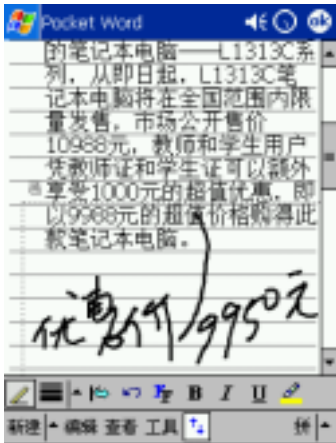 Pocket Word ok
的笔记本电脑——L1313C系
列，从即日起，L1313C笔
记本电脑将在全国范围内限
量发售，市场公开售价
10988元，教师和学生用户
凭教师证和学生证可以额外
享受1000元的超值优惠，即
以9988元的超值价格购得此
款笔记本电脑。
优惠价 9950元
B I U
新建 编辑 查看 工具 拼